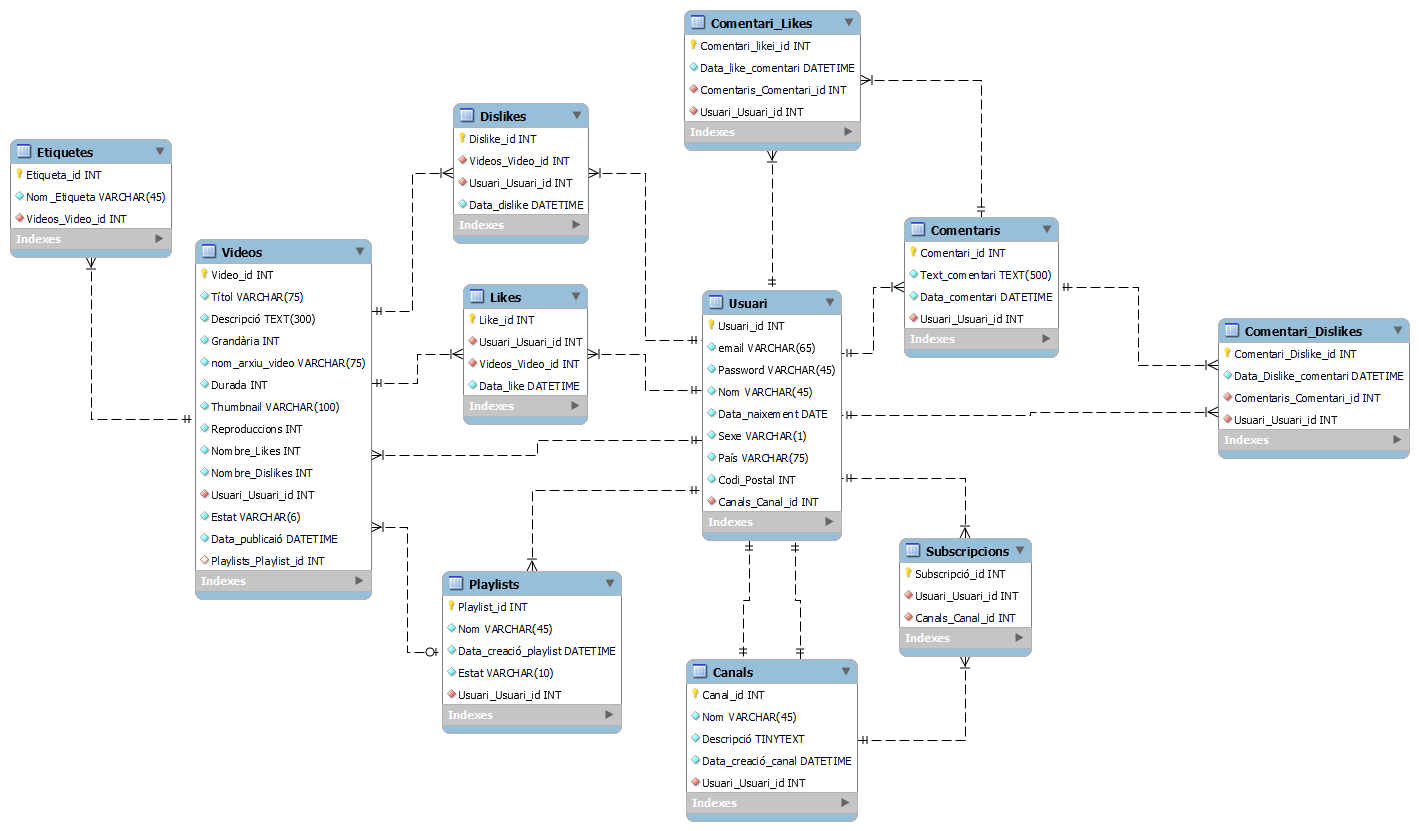 Comentari_Likes
Comentari_likei_id INT
Data_like_comentari DATETIME
Comentaris_Comentari_id INT
Usuari_Usuari_id INT
Indexes
Dislikes
Dislike_id INT
Videos_Video_id INT
Usuari_Usuari_id INT
Data_dislike DATETIME
Indexes
Etiquetes
Etiqueta_id INT
Nom_Etiqueta VARCHAR(45)
Videos_Video_id INT
Indexes
Videos
Video_id INT
Títol VARCHAR(75)
Descripció TEXT(300)
Grandària INT
nom_arxiu_video VARCHAR(75)
Durada INT
Thumbnail VARCHAR(100)
Reproduccions INT
Nombre_Likes INT
Nombre_Dislikes INT
Usuari_Usuari_id INT
Estat VARCHAR(6)
Data_publicaió DATETIME
Playlists_Playlist_id INT
Indexes
Likes
Like_id INT
Usuari_Usuari_id INT
Videos_Video_id INT
Data_like DATETIME
Indexes
Usuari
Usuari_id INT
email VARCHAR(65)
Password VARCHAR(45)
Nom VARCHAR(45)
Data_naixement DATE
Sexe VARCHAR(1)
País VARCHAR(75)
Codi_Postal INT
Canals_Canal_id INT
Indexes
Comentaris
Comentari_id INT
Text_comentari TEXT(500)
Data_comentari DATETIME
Usuari_Usuari_id INT
Indexes
Comentari_Dislikes
Comentari_Dislike_id INT
Data_Dislike_comentari DATETIME
Comentaris_Comentari_id INT
Usuari_Usuari_id INT
Indexes
Subscripcions
Subscripció_id INT
Usuari_Usuari_id INT
Canals_Canal_id INT
Indexes
Playlists
Playlist_id INT
Nom VARCHAR(45)
Data_creació_playlist DATETIME
Estat VARCHAR(10)
Usuari_Usuari_id INT
Indexes
Canals
Canal_id INT
Nom VARCHAR(45)
Descripció TINYTEXT
Data_creació_canal DATETIME
Usuari_Usuari_id INT
Indexes